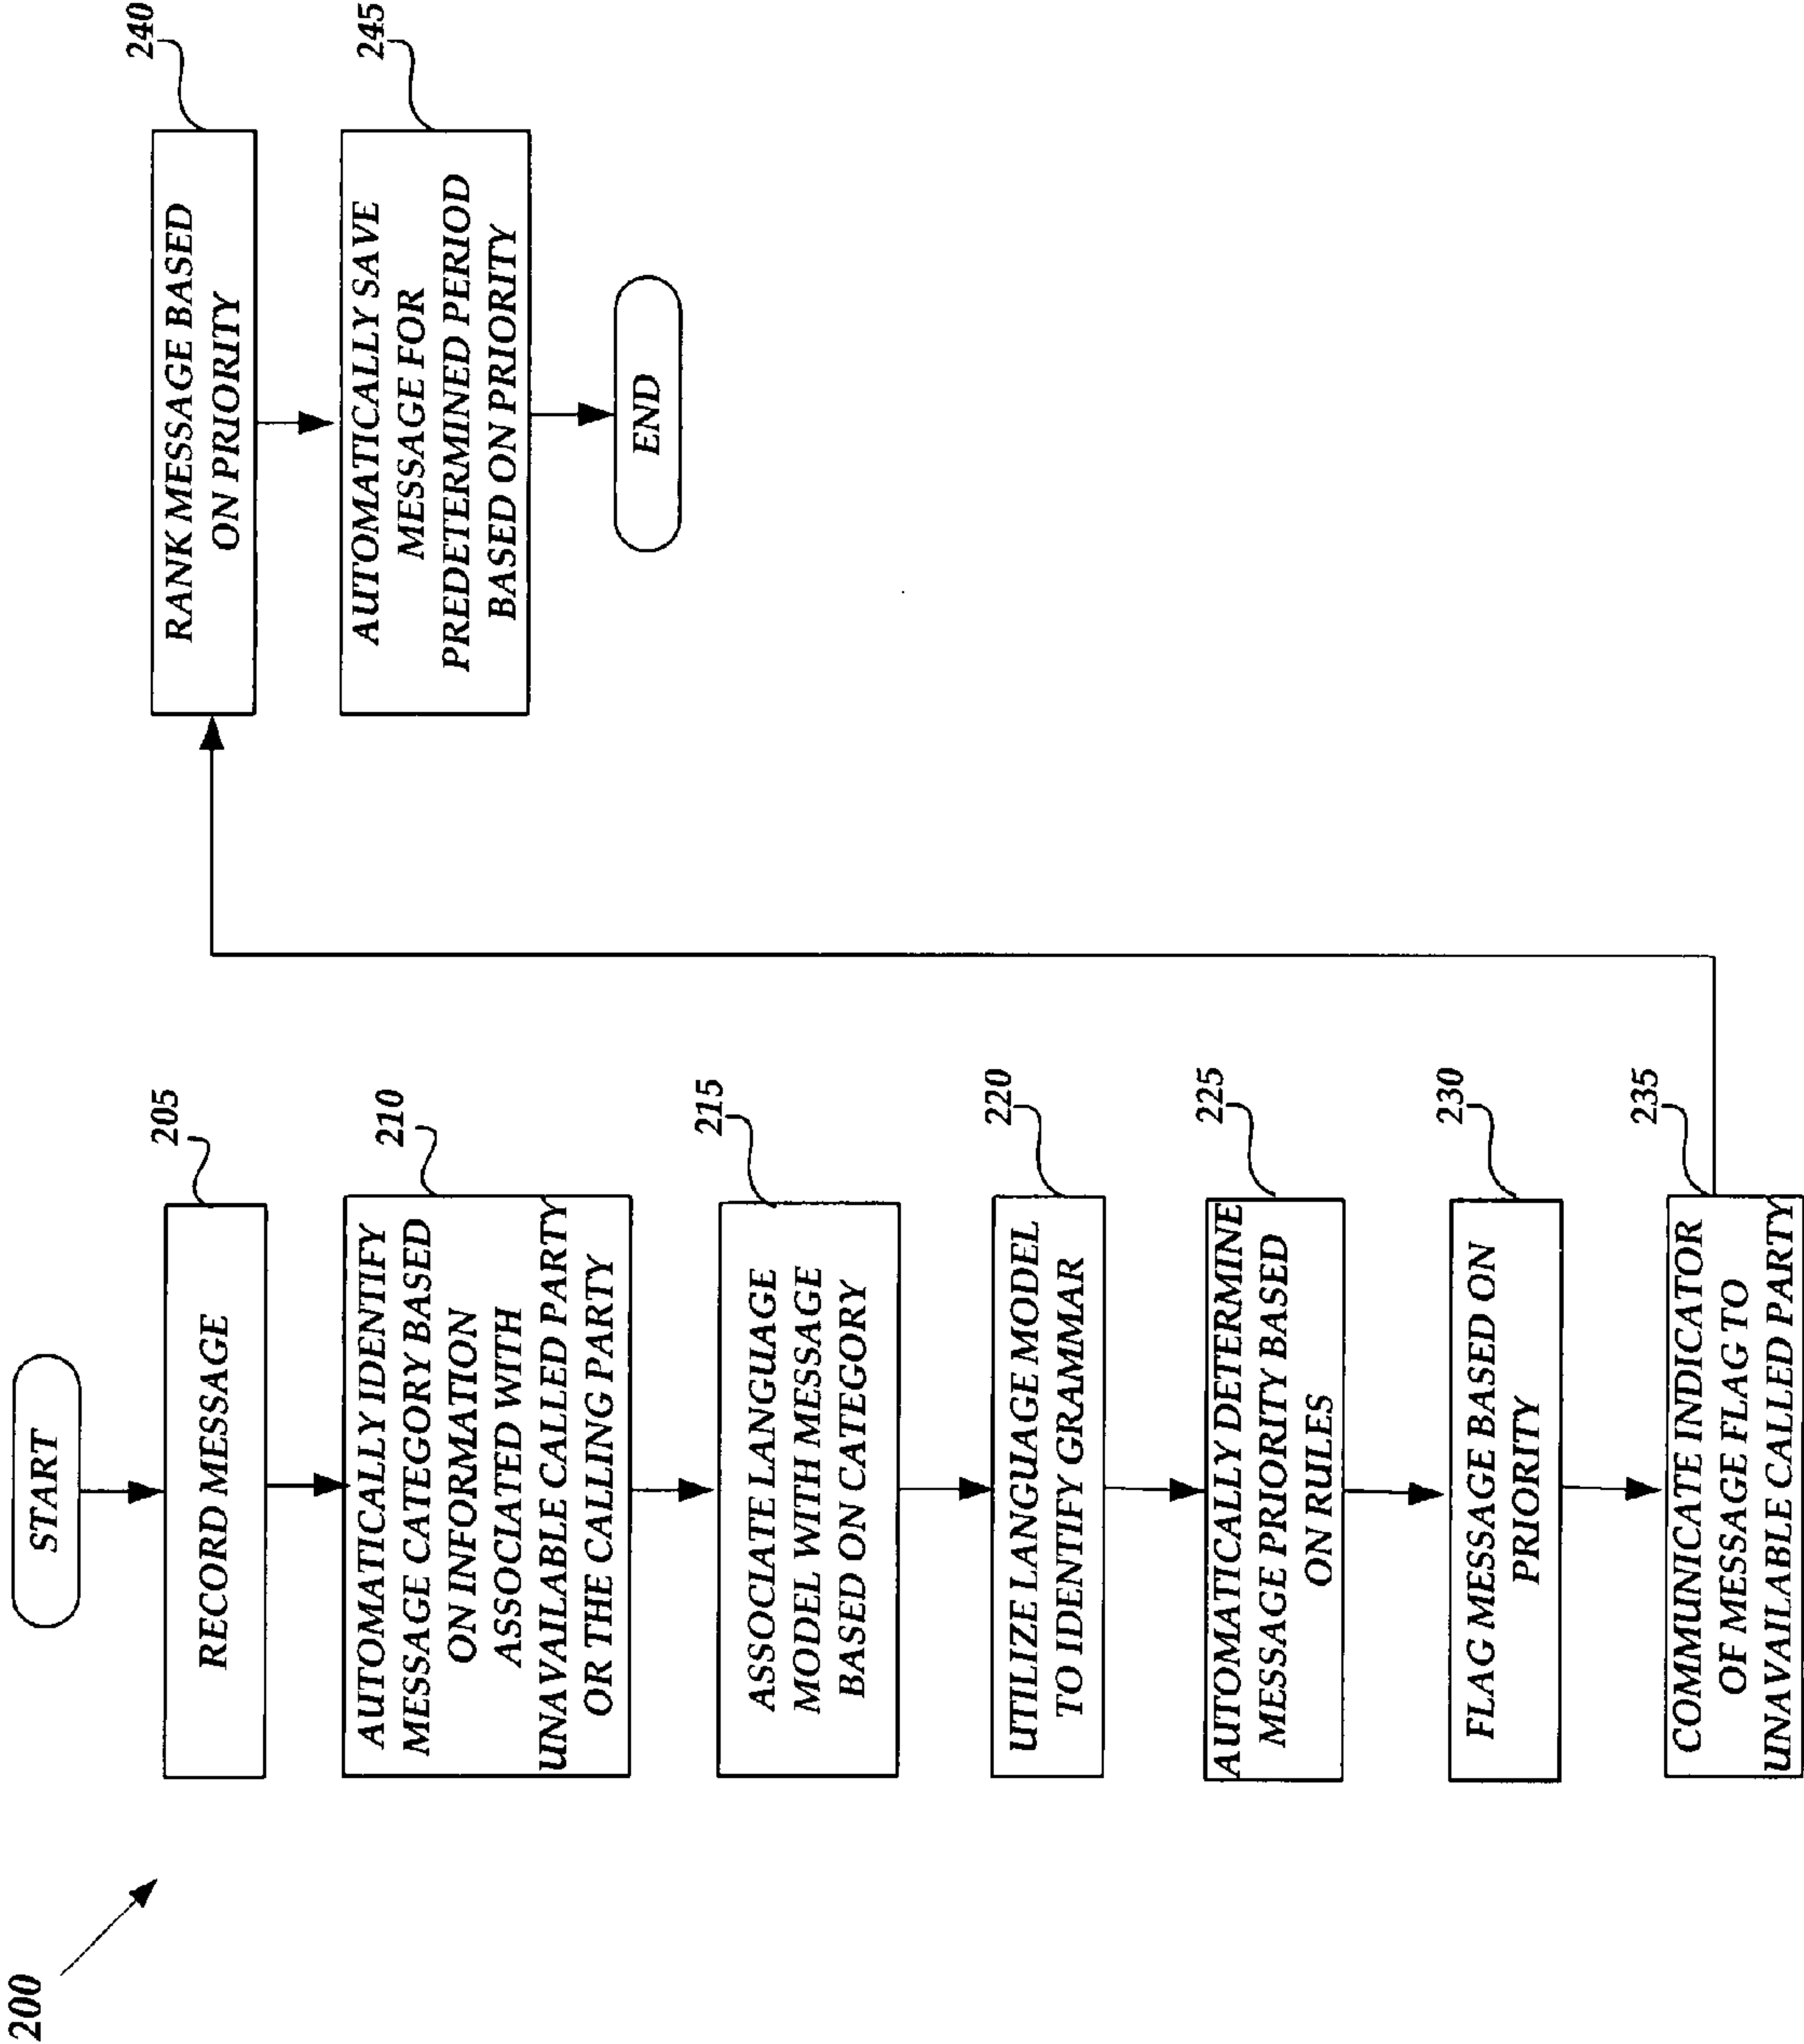 200
START
205
RECORD MESSAGE
210
AUTOMATICALLY IDENTIFY
MESSAGE CATEGORY BASED
ON INFORMATION
ASSOCIATED WITH
UNAVAILABLE CALLED PARTY
OR THE CALLING PARTY
215
ASSOCIATE LANGUAGE
MODEL WITH MESSAGE
BASED ON CATEGORY
220
UTILIZE LANGUAGE MODEL
TO IDENTIFY GRAMMAR
225
AUTOMATICALLY DETERMINE
MESSAGE PRIORITY BASED
ON RULES
230
FLAG MESSAGE BASED ON
PRIORITY
235
COMMUNICATE INDICATOR
OF MESSAGE FLAG TO
UNAVAILABLE CALLED PARTY
240
RANK MESSAGE BASED
ON PRIORITY
245
AUTOMATICALLY SAVE
MESSAGE FOR
PREDETERMINED PERIOD
BASED ON PRIORITY
END